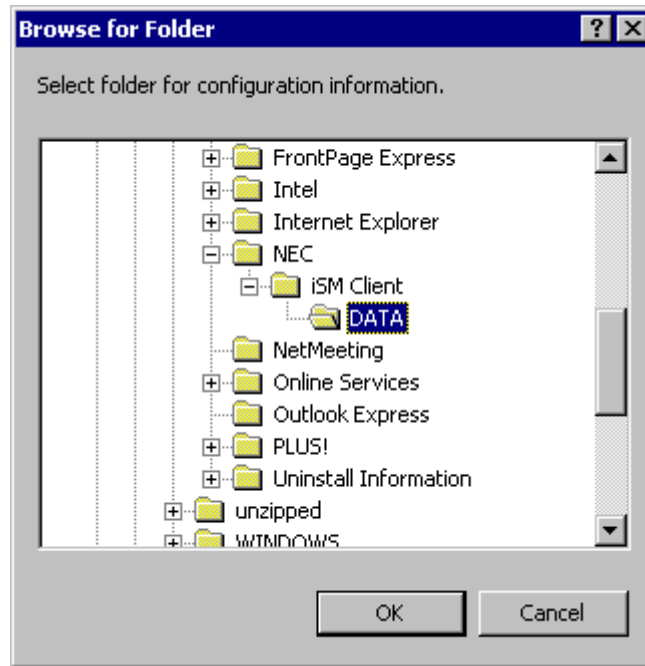 Browse for Folder
Select folder for configuration information.
FrontPage Express
Intel
Internet Explorer
NEC
iSM Client
DATA
NetMeeting
Online Services
Outlook Express
PLUS!
Uninstall Information
unzipped
WINDOWS
OK Cancel